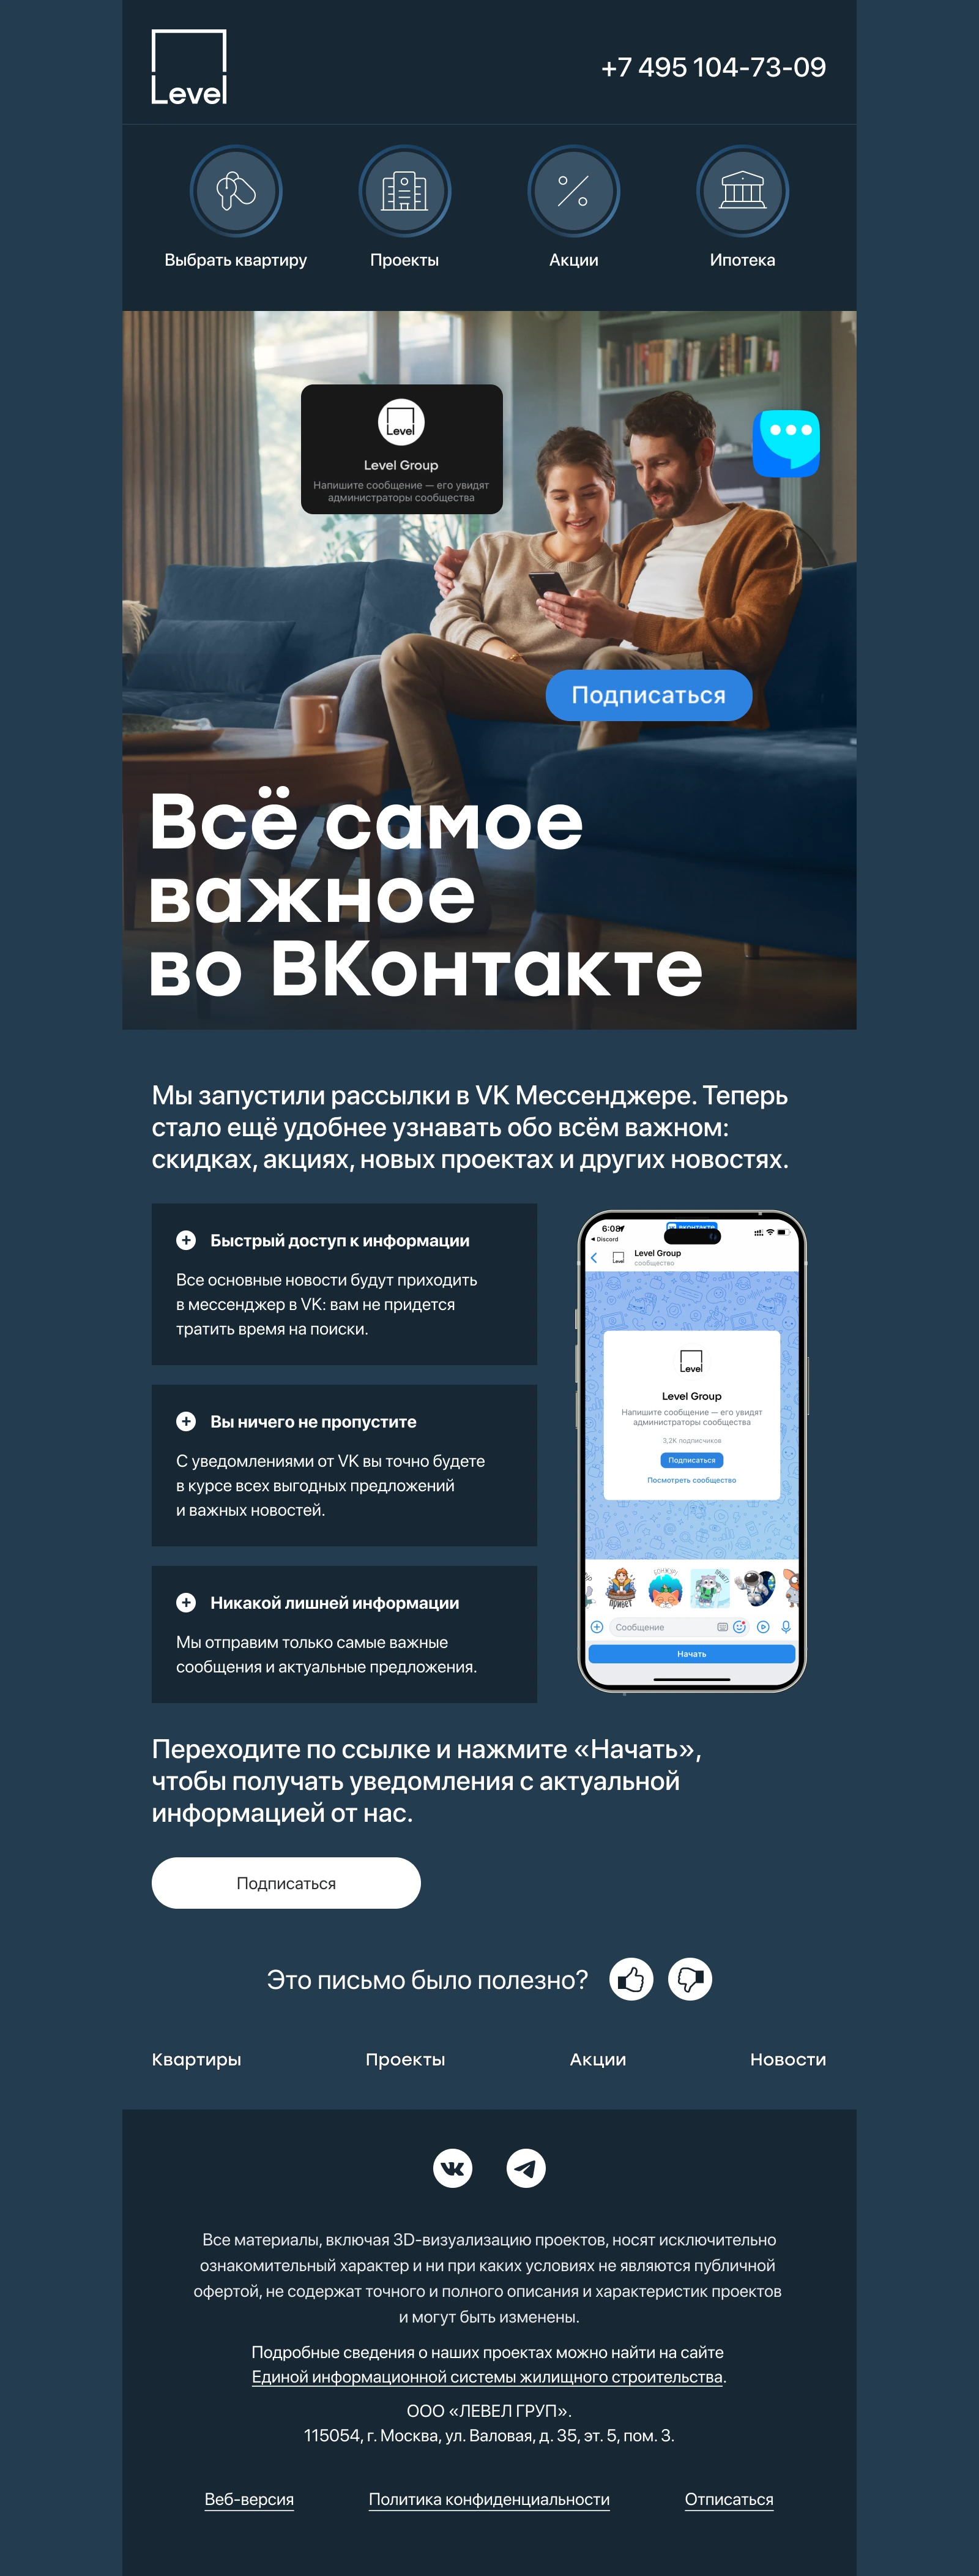 Level
+7 495 104-73-09
Выбрать квартиру
Проекты
Акции
Ипотека
Level
Level Group
Напишите сообщение — его увидят
администраторы сообщества
Подписаться
Всё самое
важное
во ВКонтакте
Мы запустили рассылки в VK Мессенджере. Теперь
стало ещё удобнее узнавать обо всём важном:
скидках, акциях, новых проектах и других новостях.
Быстрый доступ к информации
Все основные новости будут приходить
в мессенджер в VK: вам не придется
тратить время на поиски.
Вы ничего не пропустите
С уведомлениями от VK вы точно будете
в курсе всех выгодных предложений
и важных новостей.
Никакой лишней информации
Мы отправим только самые важные
сообщения и актуальные предложения.
6:08
Discord
Level
Level Group
сообщество
Level
Level Group
Напишите сообщение — его увидят
администраторы сообщества
3,2K подписчиков
Подписаться
Посмотреть сообщество
ПРИВЕТ
Сообщение
Начать
Переходите по ссылке и нажмите «Начать»,
чтобы получать уведомления с актуальной
информацией от нас.
Подписаться
Это письмо было полезно?
Квартиры
Проекты
Акции
Новости
Все материалы, включая 3D-визуализацию проектов, носят исключительно
ознакомительный характер и ни при каких условиях не являются публичной
офертой, не содержат точного и полного описания и характеристик проектов
и могут быть изменены.
Подробные сведения о наших проектах можно найти на сайте
Единой информационной системы жилищного строительства.
ООО «ЛЕВЕЛ ГРУП».
115054, г. Москва, ул. Валовая, д. 35, эт. 5, пом. 3.
Веб-версия
Политика конфиденциальности
Отписаться